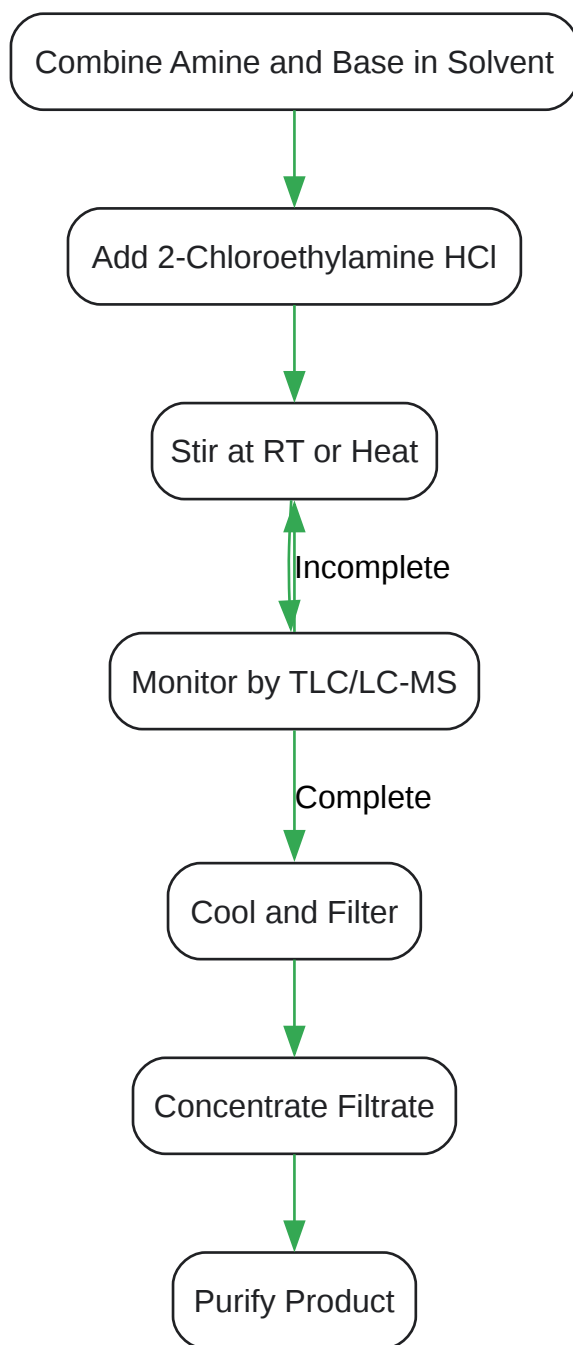 Combine Amine and Base in Solvent
Add 2-Chloroethylamine HCl
Stir at RT or Heat
Incomplete
Monitor by TLC/LC-MS
Complete
Cool and Filter
Concentrate Filtrate
Purify Product